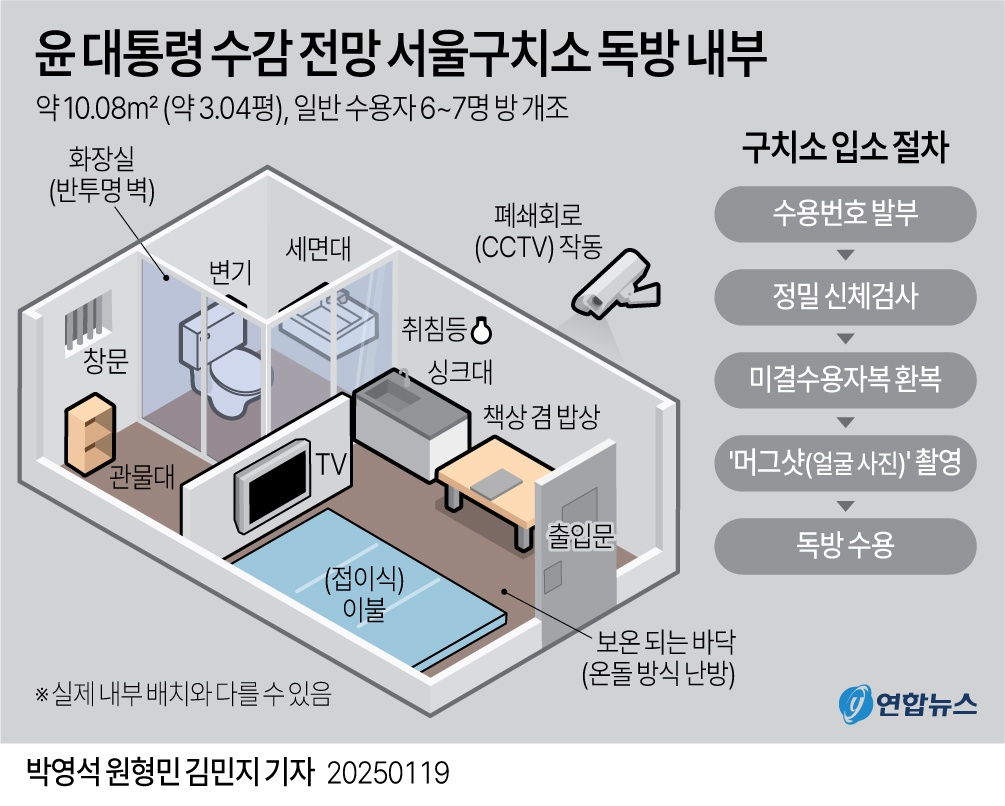 윤 대통령 수감 전망 서울구치소 독방 내부
약 10.08m² (약 3.04평), 일반 수용자 6~7명 방 개조
화장실
(반투명 벽)
변기
세면대
폐쇄회로
(CCTV) 작동
창문
취침등
싱크대
책상 겸 밥상
관물대
TV
출입문
(접이식)
이불
보온 되는 바닥
(온돌 방식 난방)
※ 실제 내부 배치와 다를 수 있음
구치소 입소 절차
수용번호 발부
정밀 신체검사
미결수용자복 환복
'머그샷(얼굴 사진)' 촬영
독방 수용
연합뉴스
박영석 원형민 김민지 기자 20250119